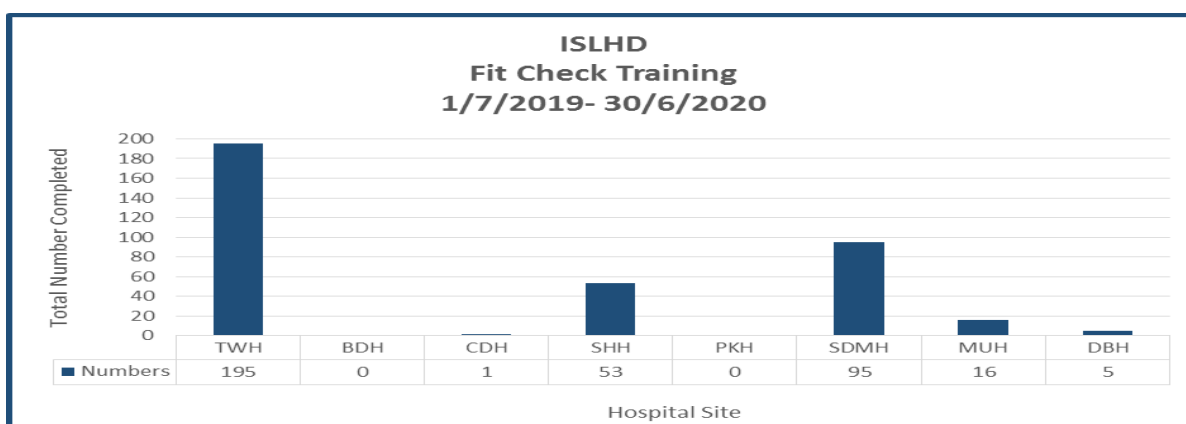 ISLHD
Fit Check Training
1/7/2019- 30/6/2020
Total Number Completed
200
180
160
140
120
100
80
60
40
20
0
TWH BDH CDH SHH PKH SDMH MUH DBH
Numbers 195 0 1 53 0 95 16 5
Hospital Site